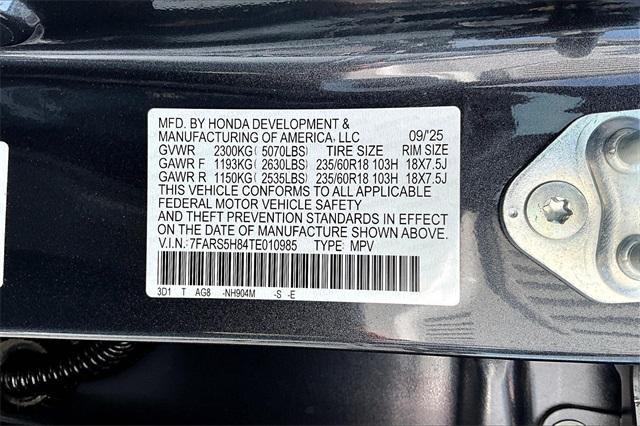 MFD. BY HONDA DEVELOPMENT &
MANUFACTURING OF AMERICA, LLC 09/'25
GVWR 2300KG( 5070LBS) TIRE SIZE RIM SIZE
GAWR F 1193KG( 2630LBS) 235/60R18 103H 18X7.5J
GAWR R 1150KG( 2535LBS) 235/60R18 103H 18X7.5J
THIS VEHICLE CONFORMS TO ALL APPLICABLE
FEDERAL MOTOR VEHICLE SAFETY
AND THEFT PREVENTION STANDARDS IN EFFECT
ON THE DATE OF MANUFACTURE SHOWN ABOVE.
V.I.N.: 7FARS5H84TE010985 TYPE: MPV
3D1 T AG8 -NH904M -S -E